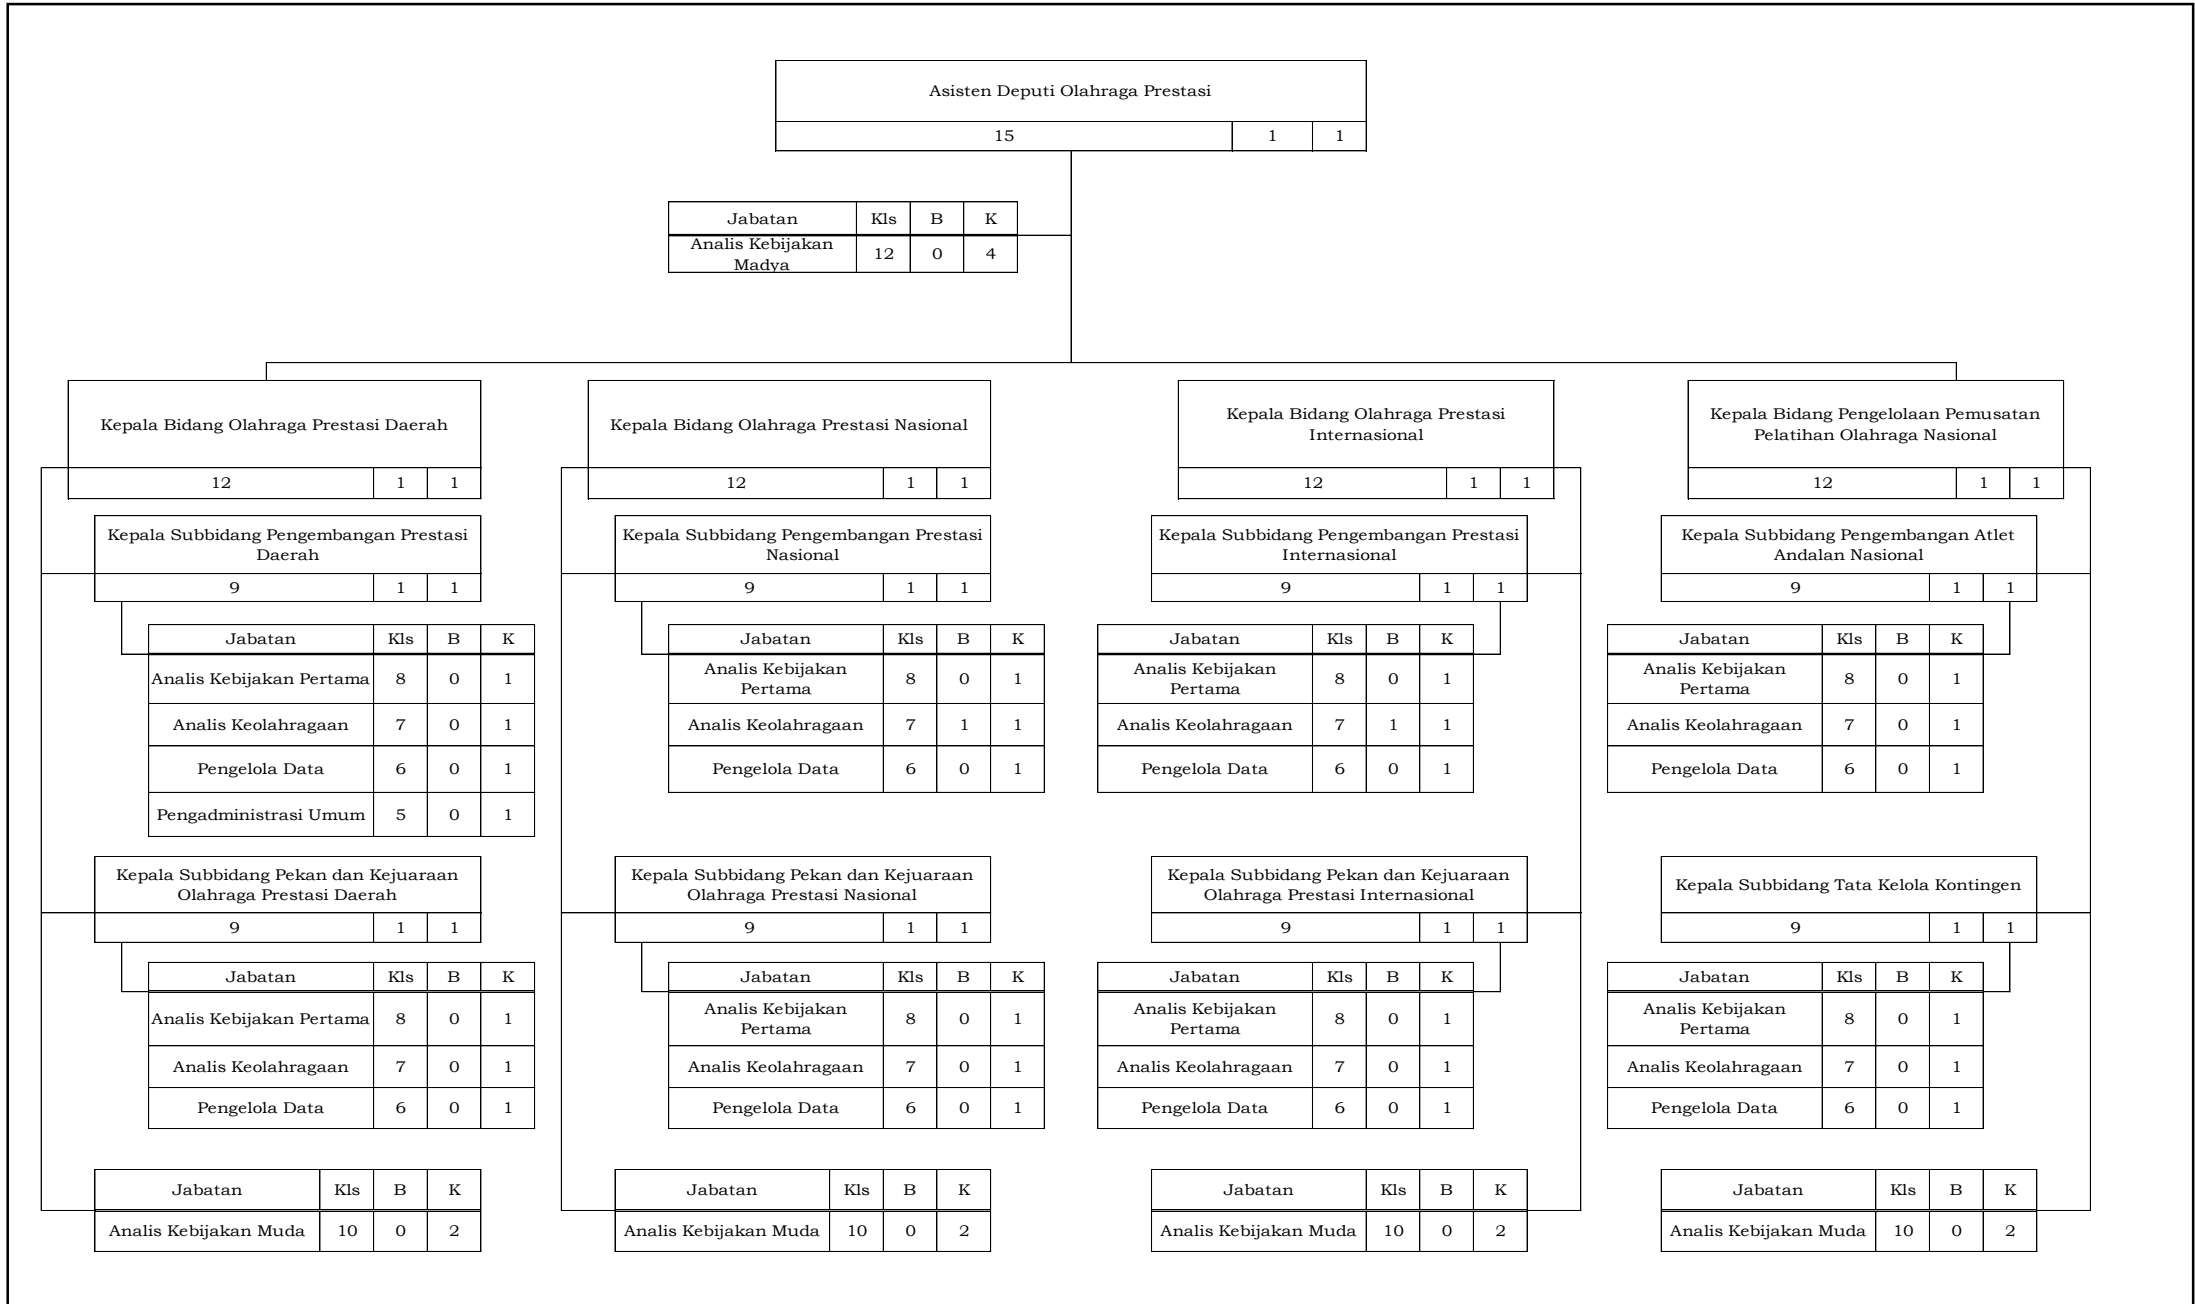 Asisten Deputi Olahraga Prestasi
15 1 1
Jabatan Kls B K
Analis Kebijakan
Madya 12 0 4
Kepala Bidang Olahraga Prestasi Daerah
12 1 1
Kepala Subbidang Pengembangan Prestasi
Daerah
9 1 1
Jabatan Kls B K
Analis Kebijakan Pertama 8 0 1
Analis Keolahragaan 7 0 1
Pengelola Data 6 0 1
Pengadministrasi Umum 5 0 1
Kepala Subbidang Pekan dan Kejuaraan
Olahraga Prestasi Daerah
9 1 1
Jabatan Kls B K
Analis Kebijakan Pertama 8 0 1
Analis Keolahragaan 7 0 1
Pengelola Data 6 0 1
Jabatan Kls B K
Analis Kebijakan Muda 10 0 2
Kepala Bidang Olahraga Prestasi Nasional
12 1 1
Kepala Subbidang Pengembangan Prestasi
Nasional
9 1 1
Jabatan Kls B K
Analis Kebijakan
Pertama 8 0 1
Analis Keolahragaan 7 1 1
Pengelola Data 6 0 1
Kepala Subbidang Pekan dan Kejuaraan
Olahraga Prestasi Nasional
9 1 1
Jabatan Kls B K
Analis Kebijakan
Pertama 8 0 1
Analis Keolahragaan 7 0 1
Pengelola Data 6 0 1
Jabatan Kls B K
Analis Kebijakan Muda 10 0 2
Kepala Bidang Olahraga Prestasi
Internasional
12 1 1
Kepala Subbidang Pengembangan Prestasi
Internasional
9 1 1
Jabatan Kls B K
Analis Kebijakan
Pertama 8 0 1
Analis Keolahragaan 7 1 1
Pengelola Data 6 0 1
Kepala Subbidang Pekan dan Kejuaraan
Olahraga Prestasi Internasional
9 1 1
Jabatan Kls B K
Analis Kebijakan
Pertama 8 0 1
Analis Keolahragaan 7 0 1
Pengelola Data 6 0 1
Jabatan Kls B K
Analis Kebijakan Muda 10 0 2
Kepala Bidang Pengelolaan Pemusatan
Pelatihan Olahraga Nasional
12 1 1
Kepala Subbidang Pengembangan Atlet
Andalan Nasional
9 1 1
Jabatan Kls B K
Analis Kebijakan
Pertama 8 0 1
Analis Keolahragaan 7 0 1
Pengelola Data 6 0 1
Kepala Subbidang Tata Kelola Kontingen
9 1 1
Jabatan Kls B K
Analis Kebijakan
Pertama 8 0 1
Analis Keolahragaan 7 0 1
Pengelola Data 6 0 1
Jabatan Kls B K
Analis Kebijakan Muda 10 0 2